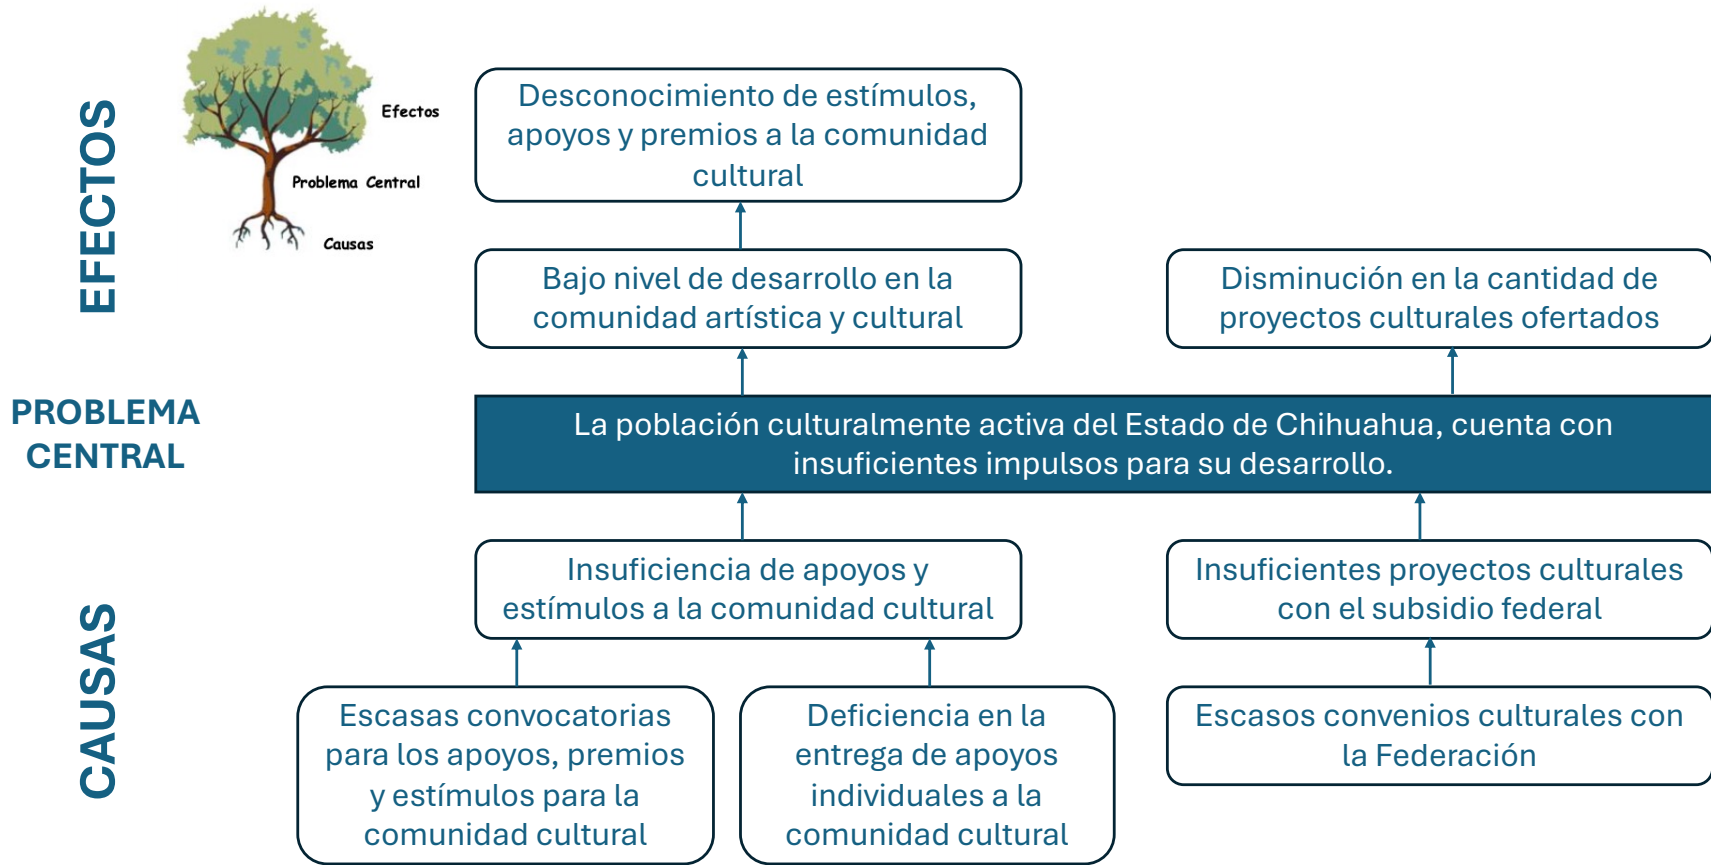 EFECTOS
Efectos
Problema Central
Causas
Desconocimiento de estímulos,
apoyos y premios a la comunidad
cultural
Bajo nivel de desarrollo en la
comunidad artística y cultural
Disminución en la cantidad de
proyectos culturales ofertados
PROBLEMA
CENTRAL
La población culturalmente activa del Estado de Chihuahua, cuenta con
insuficientes impulsos para su desarrollo.
CAUSAS
Insuficiencia de apoyos y
estímulos a la comunidad cultural
Insuficientes proyectos culturales
con el subsidio federal
Escasas convocatorias
para los apoyos, premios
y estímulos para la
comunidad cultural
Deficiencia en la
entrega de apoyos
individuales a la
comunidad cultural
Escasos convenios culturales con
la Federación